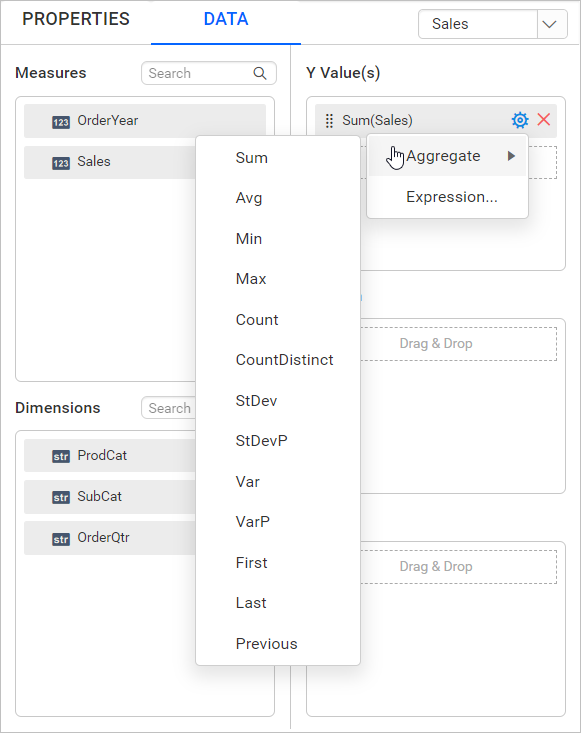 PROPERTIES
DATA
Sales
Measures
Search
123 OrderYear
123 Sales
Y Value(s)
Sum(Sales)
Aggregate
Expression...
Sum
Avg
Min
Max
Count
CountDistinct
StDev
StDevP
Var
VarP
First
Last
Previous
Dimensions
Search
str ProdCat
str SubCat
str OrderQtr
Drag & Drop
Drag & Drop